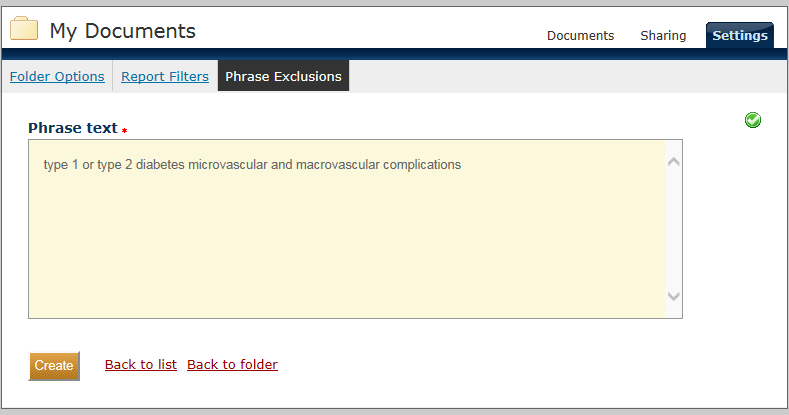 My Documents
Documents Sharing Settings
Folder Options Report Filters Phrase Exclusions
Phrase text *
type 1 or type 2 diabetes microvascular and macrovascular complications
Create Back to list Back to folder